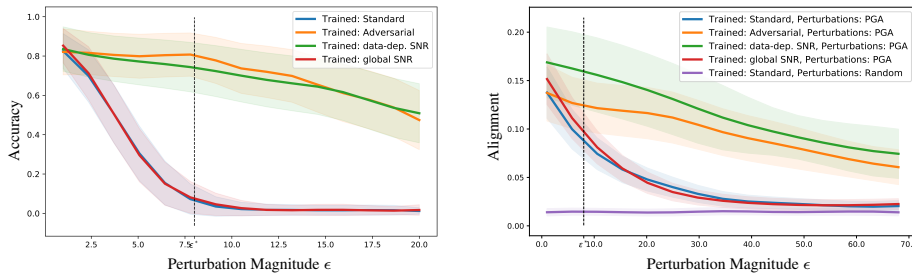 Trained: Standard
Trained: Adversarial
Trained: data-dep. SNR
Trained: global SNR
Accuracy
1.0
0.8
0.6
0.4
0.2
0.0
2.5 5.0 7.5 ε* 10.0 12.5 15.0 17.5 20.0
Perturbation Magnitude ϵ
Trained: Standard, Perturbations: PGA
Trained: Adversarial, Perturbations: PGA
Trained: data-dep. SNR, Perturbations: PGA
Trained: global SNR, Perturbations: PGA
Trained: Standard, Perturbations: Random
Alignment
0.20
0.15
0.10
0.05
0.00
0.0 ε* 10.0 20.0 30.0 40.0 50.0 60.0 70.0
Perturbation Magnitude ϵ